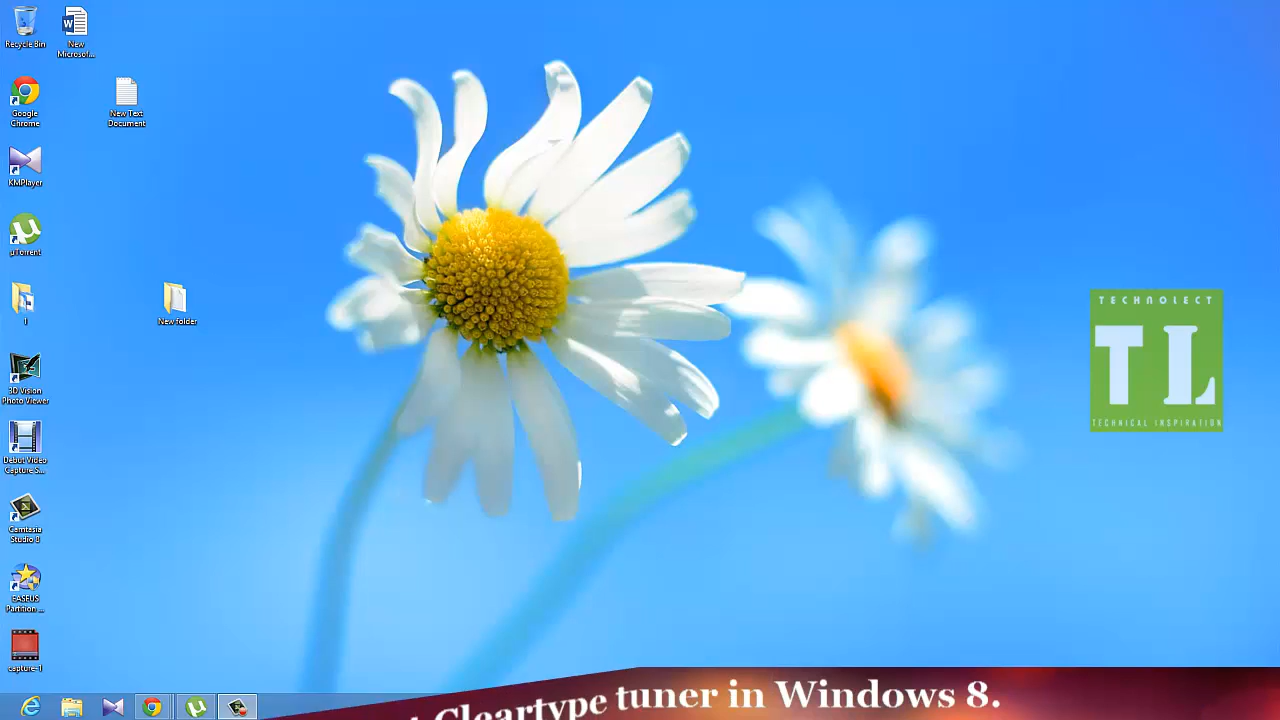 Recycle Bin
New
Microsof...
Google
Chrome
New Text
Document
KMPlayer
µTorrent
1
New folder
3D Vision
Photo Viewer
Debut Video
Capture S...
Camtasia
Studio 8
EASEUS
Partition ...
capture-1
TECHNOLECT
TL
TECHNICAL INSPIRATION
Cleartype tuner in Windows 8.